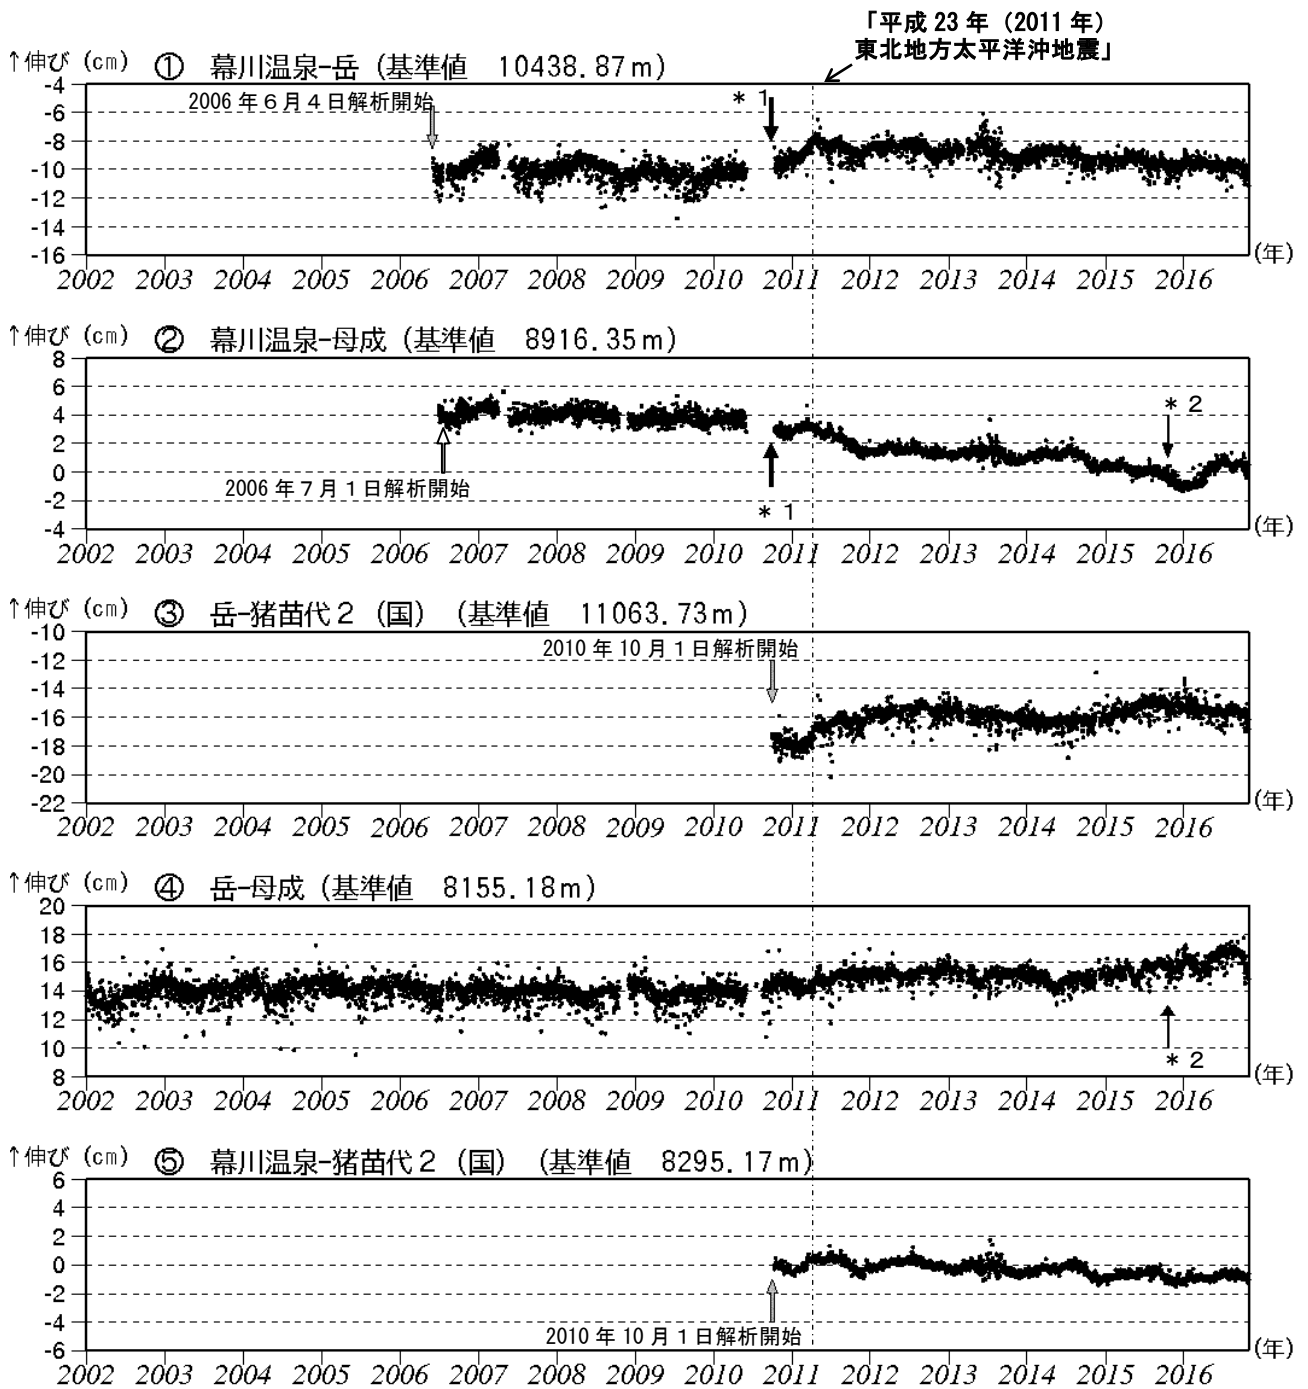 「平成 23 年（2011 年）
東北地方太平洋沖地震」
↑伸び（cm） ① 幕川温泉-岳（基準値　10438.87m）
-4
2006 年 6 月 4 日解析開始
＊ 1
-6
-8
-10
-12
-14
-16
（年）
2002 2003 2004 2005 2006 2007 2008 2009 2010 2011 2012 2013 2014 2015 2016
↑伸び（cm） ② 幕川温泉-母成（基準値　8916.35m）
8
6
4
＊ 2
2
0
2006 年 7 月 1 日解析開始
-2
＊ 1
-4
（年）
2002 2003 2004 2005 2006 2007 2008 2009 2010 2011 2012 2013 2014 2015 2016
↑伸び（cm） ③ 岳-猪苗代２（国）（基準値　11063.73m）
-10
2010 年 10 月 1 日解析開始
-12
-14
-16
-18
-20
-22
（年）
2002 2003 2004 2005 2006 2007 2008 2009 2010 2011 2012 2013 2014 2015 2016
↑伸び（cm） ④ 岳-母成（基準値　8155.18m）
20
18
16
14
12
10
＊ 2
8
（年）
2002 2003 2004 2005 2006 2007 2008 2009 2010 2011 2012 2013 2014 2015 2016
↑伸び（cm） ⑤ 幕川温泉-猪苗代２（国）（基準値　8295.17m）
6
4
2
0
-2
-4
2010 年 10 月 1 日解析開始
-6
（年）
2002 2003 2004 2005 2006 2007 2008 2009 2010 2011 2012 2013 2014 2015 2016